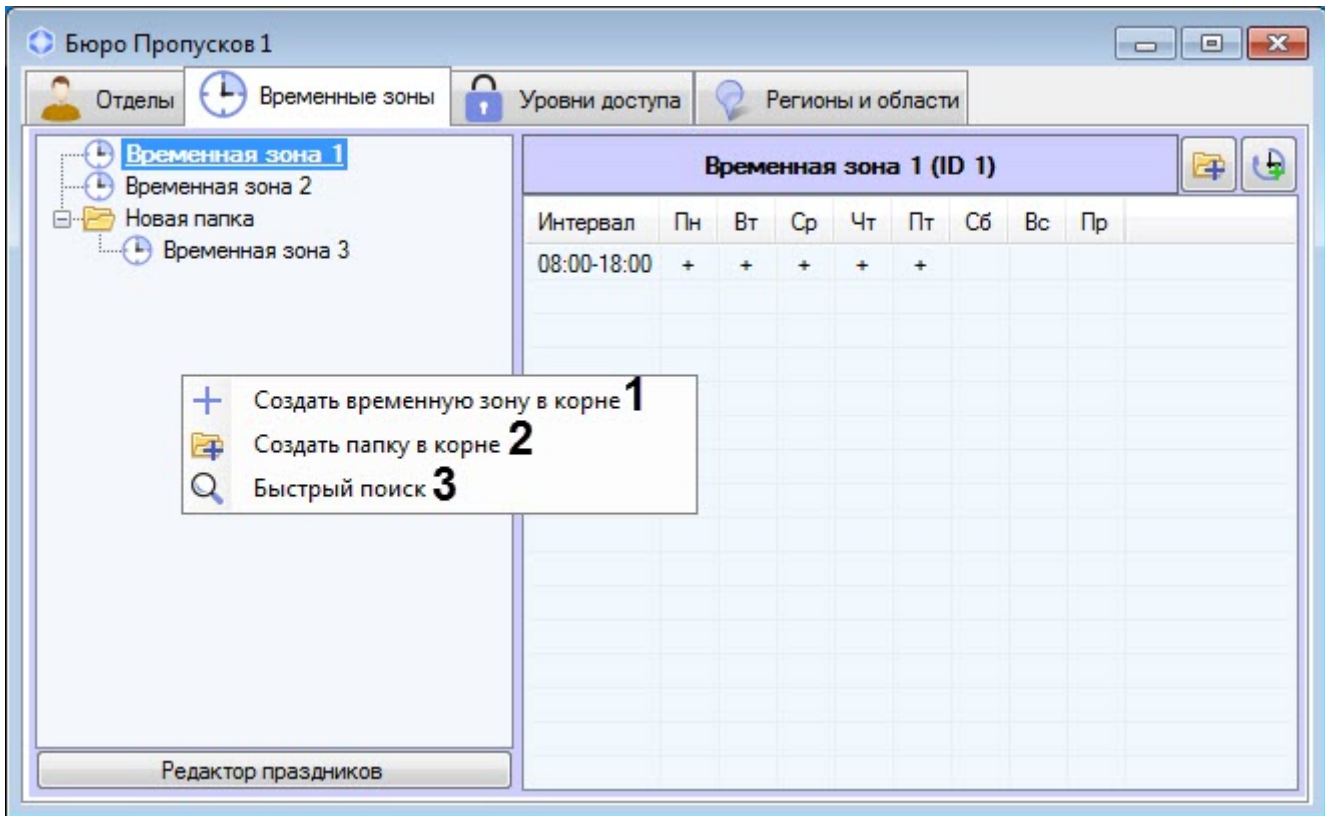 Бюро Пропусков 1
Отделы Временные зоны Уровни доступа Регионы и области
Временная зона 1
Временная зона 2
Новая папка
Временная зона 3
Временная зона 1 (ID 1)
Интервал Пн Вт Ср Чт Пт Сб Вс Пр
08:00-18:00 + + + + +
Создать временную зону в корне 1
Создать папку в корне 2
Быстрый поиск 3
Редактор праздников